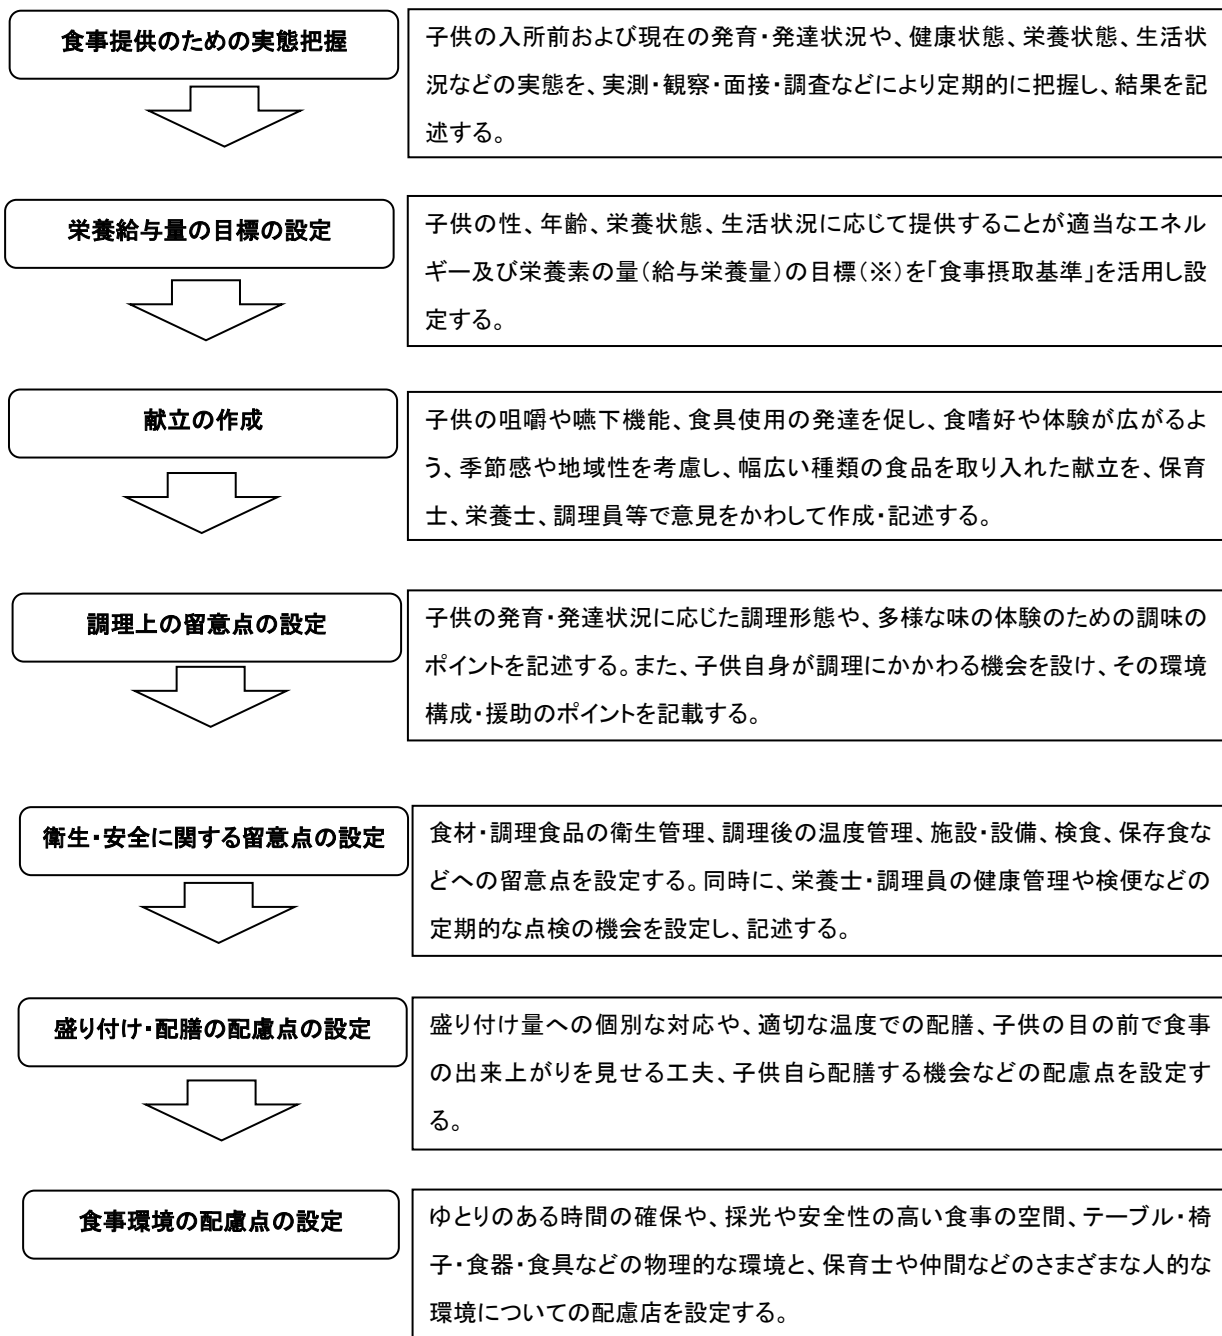 食事提供のための実態把握
子供の入所前および現在の発育・発達状況や、健康状態、栄養状態、生活状
況などの実態を、実測・観察・面接・調査などにより定期的に把握し、結果を記
述する。
栄養給与量の目標の設定
子供の性、年齢、栄養状態、生活状況に応じて提供することが適当なエネル
ギー及び栄養素の量(給与栄養量)の目標(※)を「食事摂取基準」を活用し設
定する。
献立の作成
子供の咀嚼や嚥下機能、食具使用の発達を促し、食嗜好や体験が広がるよ
う、季節感や地域性を考慮し、幅広い種類の食品を取り入れた献立を、保育
士、栄養士、調理員等で意見をかわして作成・記述する。
調理上の留意点の設定
子供の発育・発達状況に応じた調理形態や、多様な味の体験のための調味の
ポイントを記述する。また、子供自身が調理にかかわる機会を設け、その環境
構成・援助のポイントを記載する。
衛生・安全に関する留意点の設定
食材・調理食品の衛生管理、調理後の温度管理、施設・設備、検食、保存食な
どへの留意点を設定する。同時に、栄養士・調理員の健康管理や検便などの
定期的な点検の機会を設定し、記述する。
盛り付け・配膳の配慮点の設定
盛り付け量への個別な対応や、適切な温度での配膳、子供の目の前で食事
の出来上がりを見せる工夫、子供自ら配膳する機会などの配慮点を設定す
る。
食事環境の配慮点の設定
ゆとりのある時間の確保や、採光や安全性の高い食事の空間、テーブル・椅
子・食器・食具などの物理的な環境と、保育士や仲間などのさまざまな人的な
環境についての配慮店を設定する。